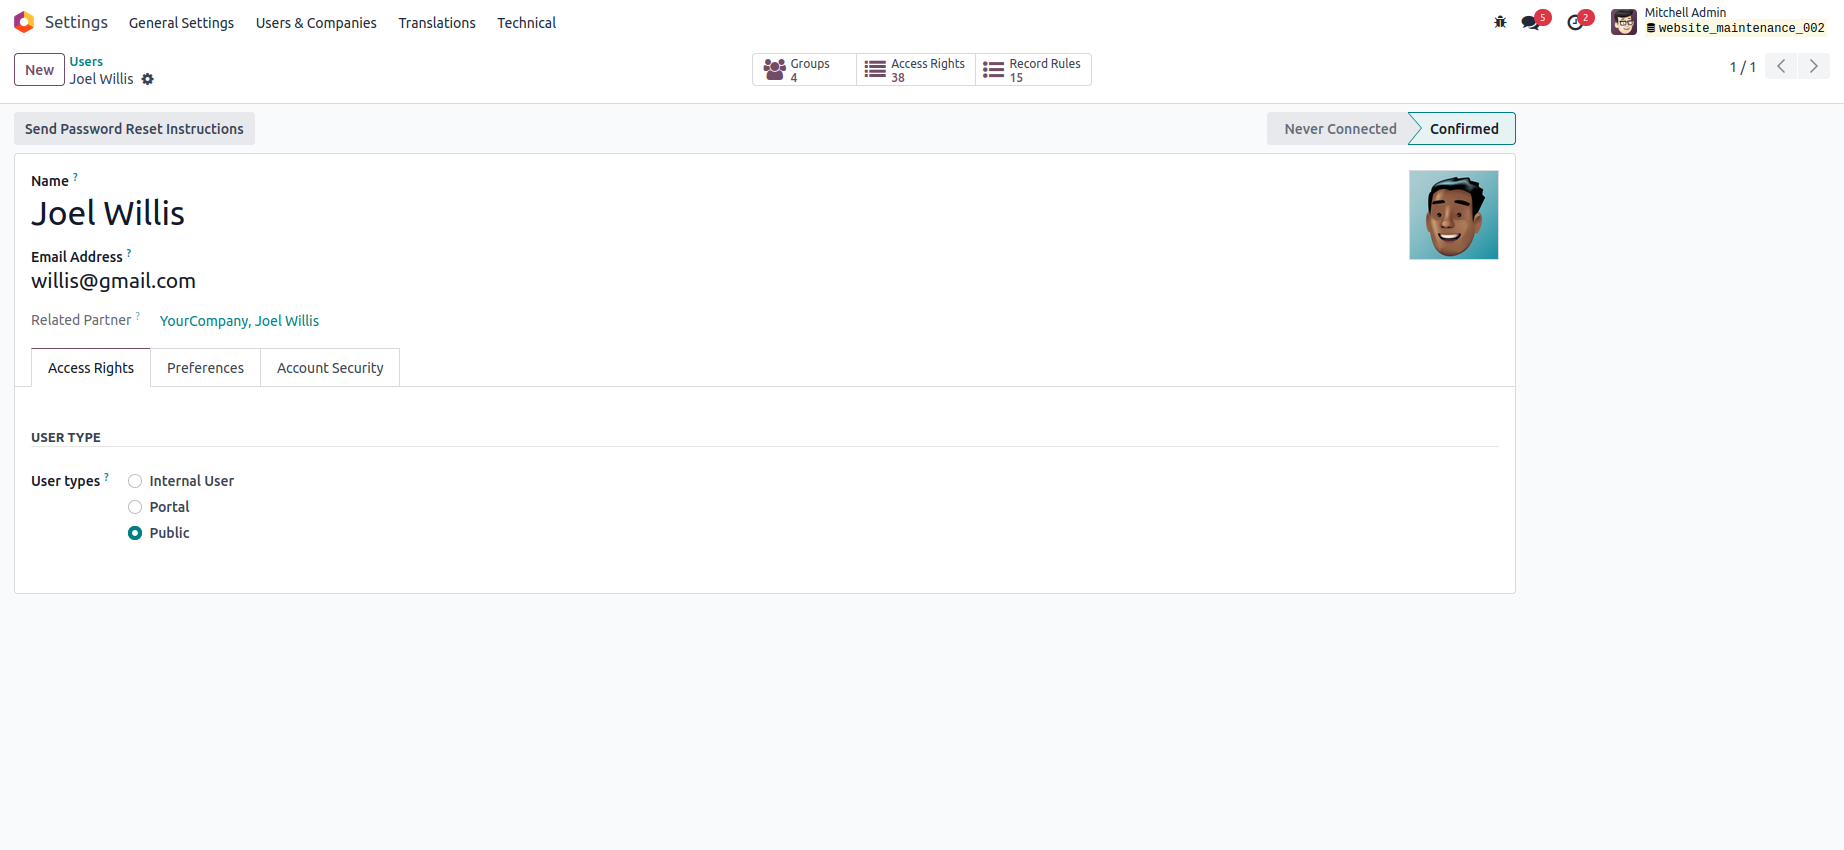 Settings General Settings Users & Companies Translations Technical 5 2 Mitchell Admin
website_maintenance_002
New Users
Joel Willis
Groups
4
Access Rights
38
Record Rules
15
1 / 1
Send Password Reset Instructions
Never Connected Confirmed
Name ?
Joel Willis
Email Address ?
willis@gmail.com
Related Partner ? YourCompany, Joel Willis
Access Rights Preferences Account Security
USER TYPE
User types ? Internal User
Portal
Public